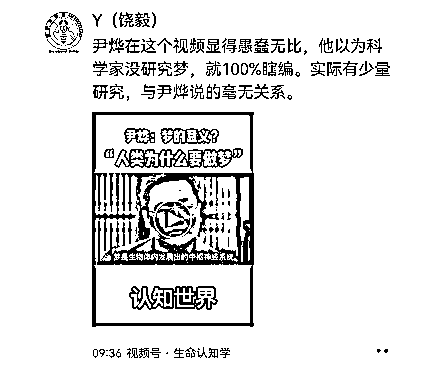 Y（饶毅）
尹烨在这个视频显得愚蠢无比，他以为科
学家没研究梦，就100%瞎编。实际有少量
研究，与尹烨说的毫无关系。
尹烨：梦的意义？
“人类为什么要做梦”
梦是生物体内发展出的中枢神经系统
认知世界
09:36 视频号·生命认知学